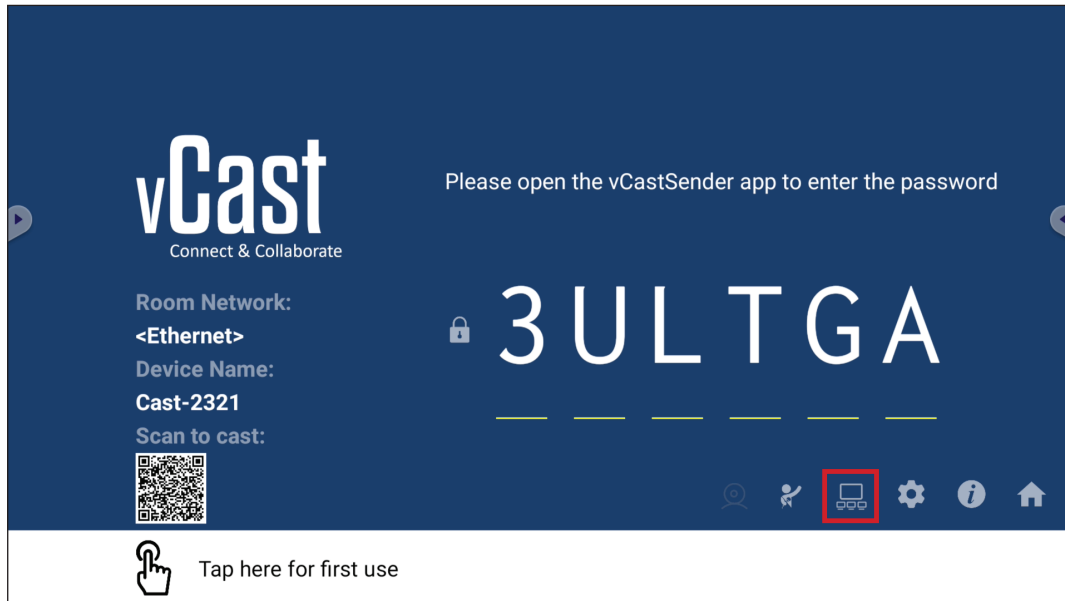 vCast
Connect & Collaborate
Please open the vCastSender app to enter the password
Room Network:
<Ethernet>
Device Name:
Cast-2321
Scan to cast:
3ULTGA
Tap here for first use